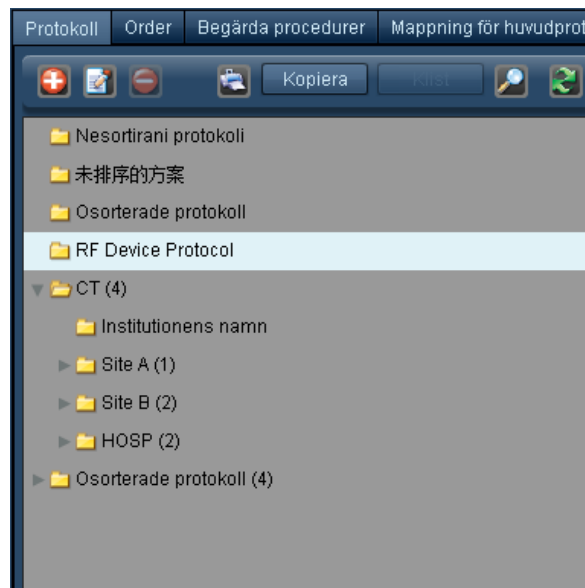 Protokoll Order Begärda procedurer Mappning för huvudprot
Kopiera Klist
Nesortirani protokoli
未排序的方案
Osorterade protokoll
RF Device Protocol
CT (4)
Institutionens namn
Site A (1)
Site B (2)
HOSP (2)
Osorterade protokoll (4)